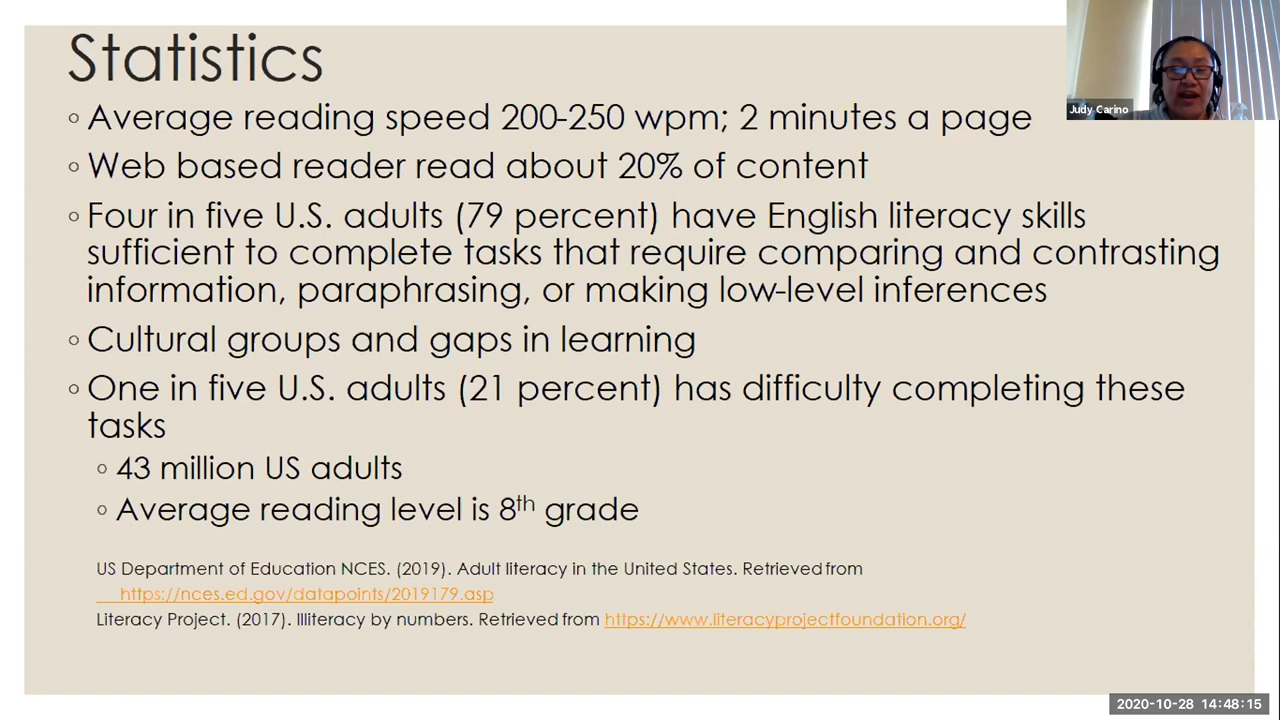 Statistics
◦ Average reading speed 200-250 wpm; 2 minutes a page
Judy Carino
◦ Web based reader read about 20% of content
◦ Four in five U.S. adults (79 percent) have English literacy skills
sufficient to complete tasks that require comparing and contrasting
information, paraphrasing, or making low-level inferences
◦ Cultural groups and gaps in learning
◦ One in five U.S. adults (21 percent) has difficulty completing these
tasks
◦ 43 million US adults
◦ Average reading level is 8th grade
US Department of Education NCES. (2019). Adult literacy in the United States. Retrieved from
https://nces.ed.gov/datapoints/2019179.asp
Literacy Project. (2017). Illiteracy by numbers. Retrieved from https://www.literacyprojectfoundation.org/
2020-10-28 14:48:15